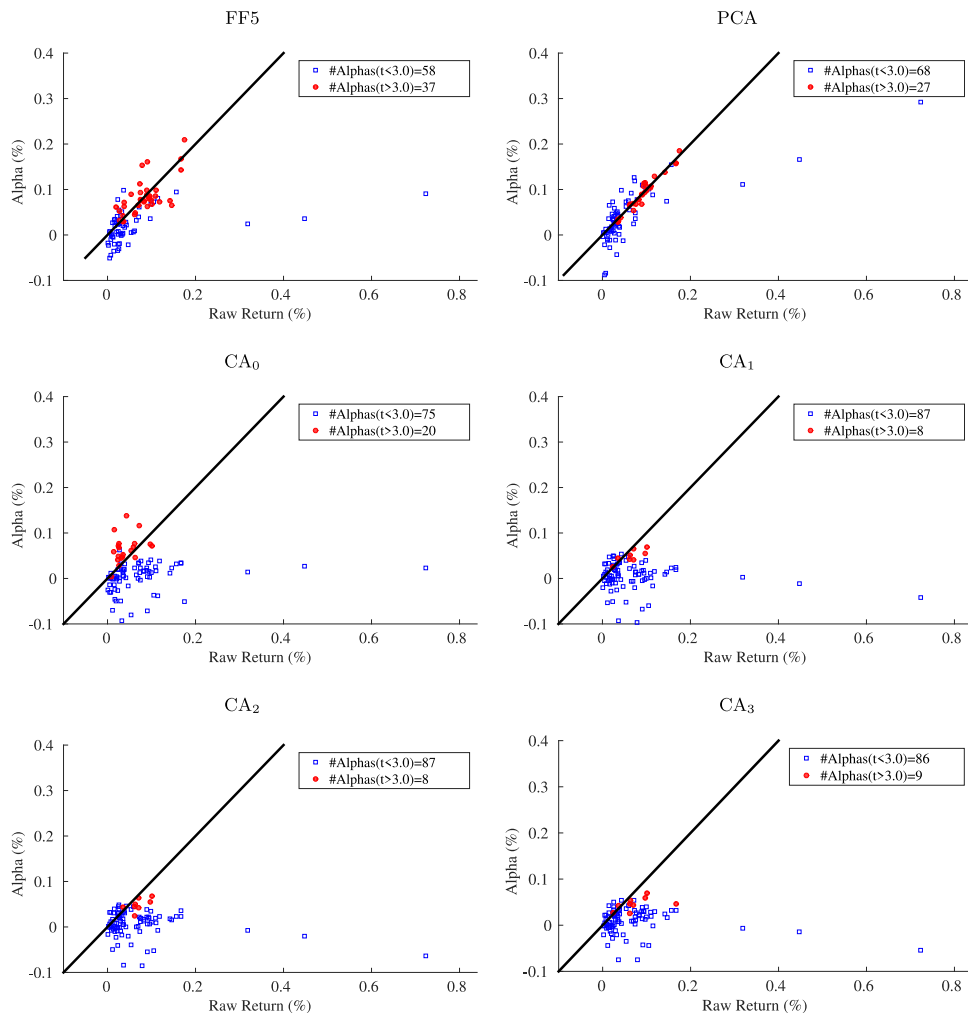 FF5
#Alphas(t<3.0)=58
#Alphas(t>3.0)=37
0.4
0.3
0.2
0.1
0
-0.1
Alpha (%)
0 0.2 0.4 0.6 0.8
Raw Return (%)
PCA
#Alphas(t<3.0)=68
#Alphas(t>3.0)=27
0.4
0.3
0.2
0.1
0
-0.1
Alpha (%)
0 0.2 0.4 0.6 0.8
Raw Return (%)
CA₀
#Alphas(t<3.0)=75
#Alphas(t>3.0)=20
0.4
0.3
0.2
0.1
0
-0.1
Alpha (%)
0 0.2 0.4 0.6 0.8
Raw Return (%)
CA₁
#Alphas(t<3.0)=87
#Alphas(t>3.0)=8
0.4
0.3
0.2
0.1
0
-0.1
Alpha (%)
0 0.2 0.4 0.6 0.8
Raw Return (%)
CA₂
#Alphas(t<3.0)=87
#Alphas(t>3.0)=8
0.4
0.3
0.2
0.1
0
-0.1
Alpha (%)
0 0.2 0.4 0.6 0.8
Raw Return (%)
CA₃
#Alphas(t<3.0)=86
#Alphas(t>3.0)=9
0.4
0.3
0.2
0.1
0
-0.1
Alpha (%)
0 0.2 0.4 0.6 0.8
Raw Return (%)